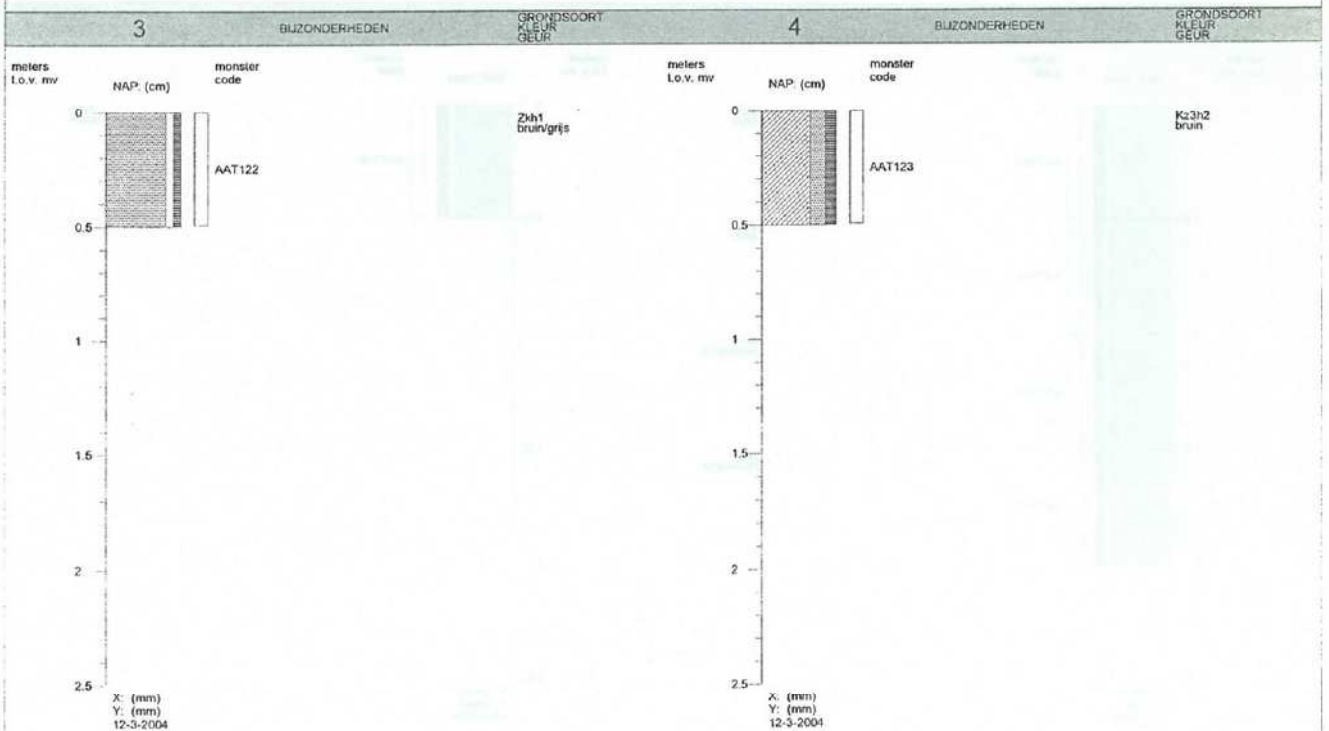 3 BIJZONDERHEDEN GRONDSOORT
KLEUR
GEUR
meters
t.o.v. mv
NAP: (cm)
monster
code
0
0.5
1
1.5
2
2.5
AAT122
Zkh1
bruin/grijs
X: (mm)
Y: (mm)
12-3-2004
4 BIJZONDERHEDEN GRONDSOORT
KLEUR
GEUR
meters
t.o.v. mv
NAP: (cm)
monster
code
0
0.5
1
1.5
2
2.5
AAT123
Kz3h2
bruin
X: (mm)
Y: (mm)
12-3-2004